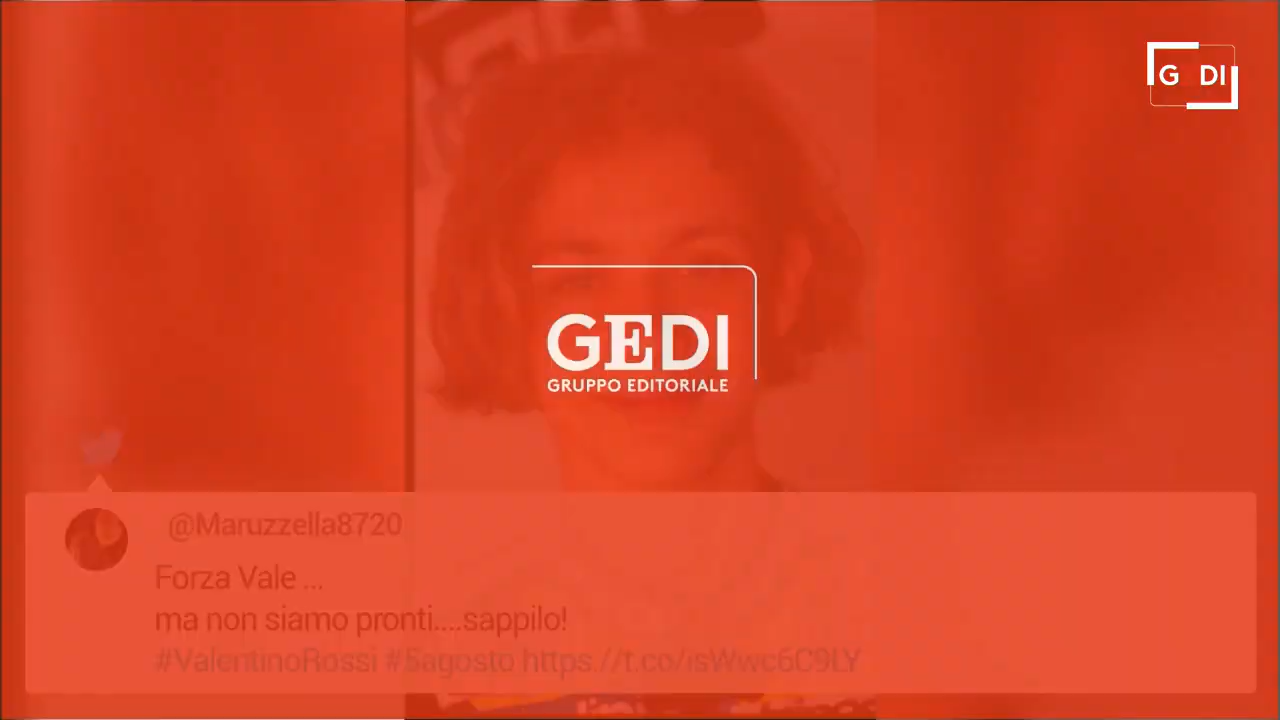 G DI
GEDI
GRUPPO EDITORIALE
@Maruzzella8720
Forza Vale ...
ma non siamo pronti....sappilo!
#ValentinoRossi #5agosto https://t.co/isWwc6C9LY